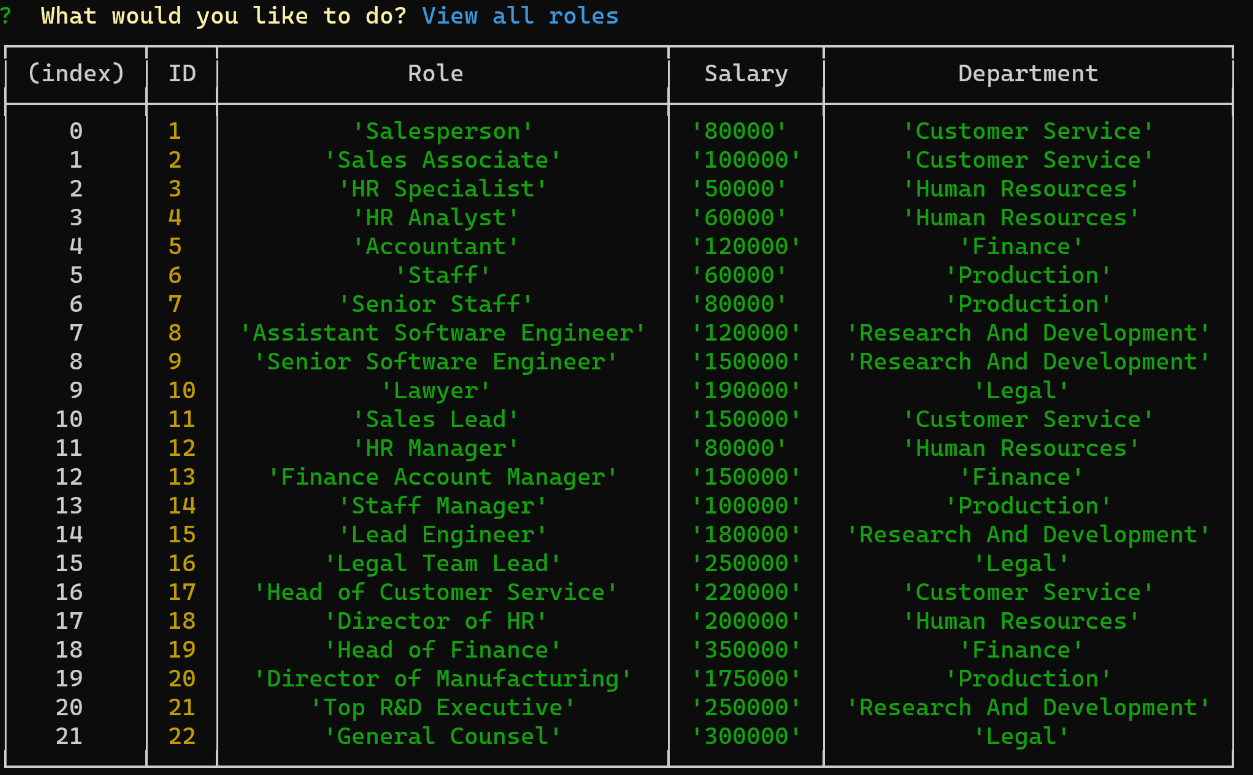 ? What would you like to do? View all roles
(index) ID Role Salary Department
0 1 'Salesperson' '80000' 'Customer Service'
1 2 'Sales Associate' '100000' 'Customer Service'
2 3 'HR Specialist' '50000' 'Human Resources'
3 4 'HR Analyst' '60000' 'Human Resources'
4 5 'Accountant' '120000' 'Finance'
5 6 'Staff' '60000' 'Production'
6 7 'Senior Staff' '80000' 'Production'
7 8 'Assistant Software Engineer' '120000' 'Research And Development'
8 9 'Senior Software Engineer' '150000' 'Research And Development'
9 10 'Lawyer' '190000' 'Legal'
10 11 'Sales Lead' '150000' 'Customer Service'
11 12 'HR Manager' '80000' 'Human Resources'
12 13 'Finance Account Manager' '150000' 'Finance'
13 14 'Staff Manager' '100000' 'Production'
14 15 'Lead Engineer' '180000' 'Research And Development'
15 16 'Legal Team Lead' '250000' 'Legal'
16 17 'Head of Customer Service' '220000' 'Customer Service'
17 18 'Director of HR' '200000' 'Human Resources'
18 19 'Head of Finance' '350000' 'Finance'
19 20 'Director of Manufacturing' '175000' 'Production'
20 21 'Top R&D Executive' '250000' 'Research And Development'
21 22 'General Counsel' '300000' 'Legal'